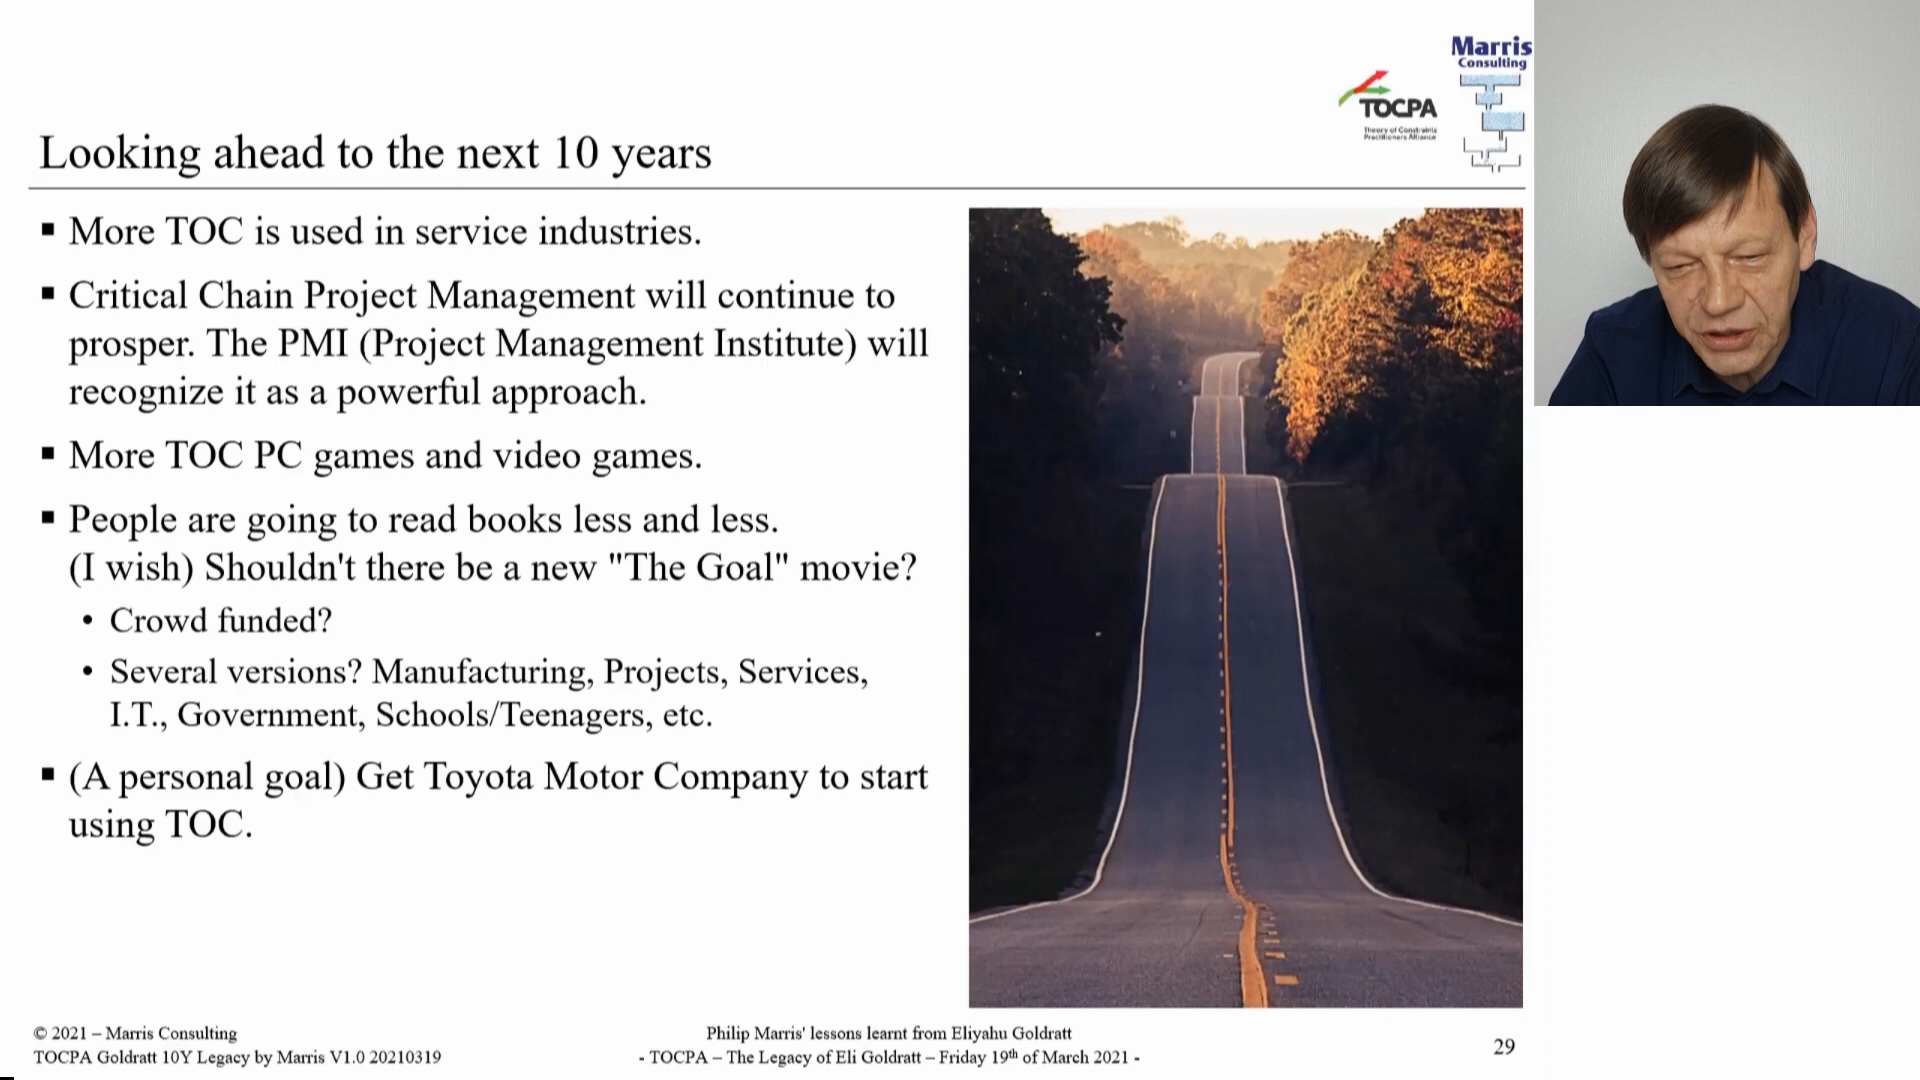 Marris
Consulting
TOCPA
Theory of Constraints
Practitioners Alliance
Looking ahead to the next 10 years
▪ More TOC is used in service industries.
▪ Critical Chain Project Management will continue to
prosper. The PMI (Project Management Institute) will
recognize it as a powerful approach.
▪ More TOC PC games and video games.
▪ People are going to read books less and less.
(I wish) Shouldn't there be a new "The Goal" movie?
• Crowd funded?
• Several versions? Manufacturing, Projects, Services,
I.T., Government, Schools/Teenagers, etc.
▪ (A personal goal) Get Toyota Motor Company to start
using TOC.
© 2021 – Marris Consulting
TOCPA Goldratt 10Y Legacy by Marris V1.0 20210319
Philip Marris' lessons learnt from Eliyahu Goldratt
- TOCPA – The Legacy of Eli Goldratt – Friday 19th of March 2021 -
29